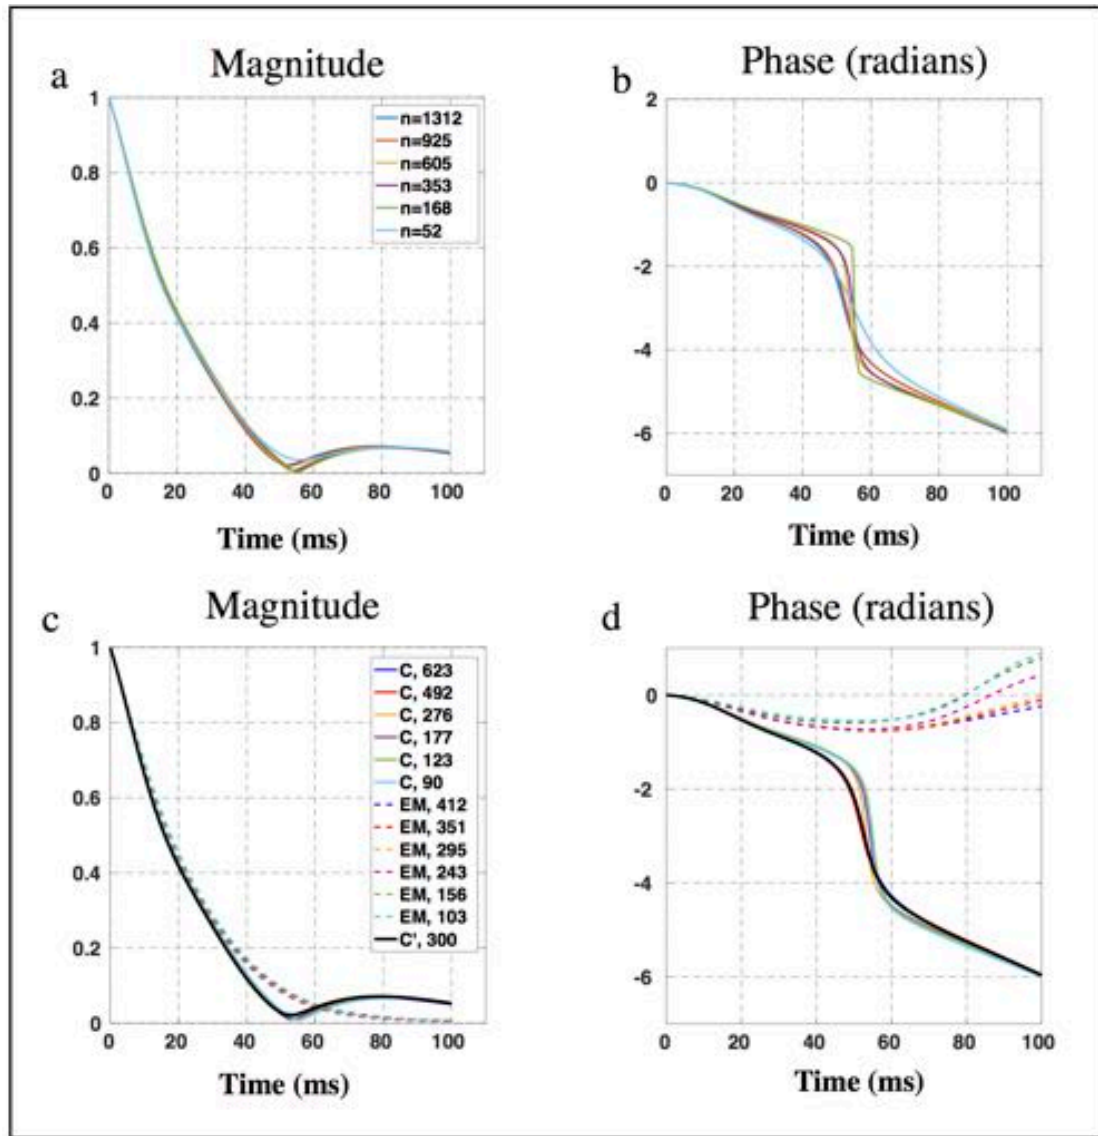 a
Magnitude
1
0.8
0.6
0.4
0.2
0
0 20 40 60 80 100
Time (ms)
n=1312
n=925
n=605
n=353
n=168
n=52
b
Phase (radians)
2
0
-2
-4
-6
0 20 40 60 80 100
Time (ms)
c
Magnitude
1
0.8
0.6
0.4
0.2
0
0 20 40 60 80 100
Time (ms)
C, 623
C, 492
C, 276
C, 177
C, 123
C, 90
EM, 412
EM, 351
EM, 295
EM, 243
EM, 156
EM, 103
C', 300
d
Phase (radians)
0
-2
-4
-6
0 20 40 60 80 100
Time (ms)